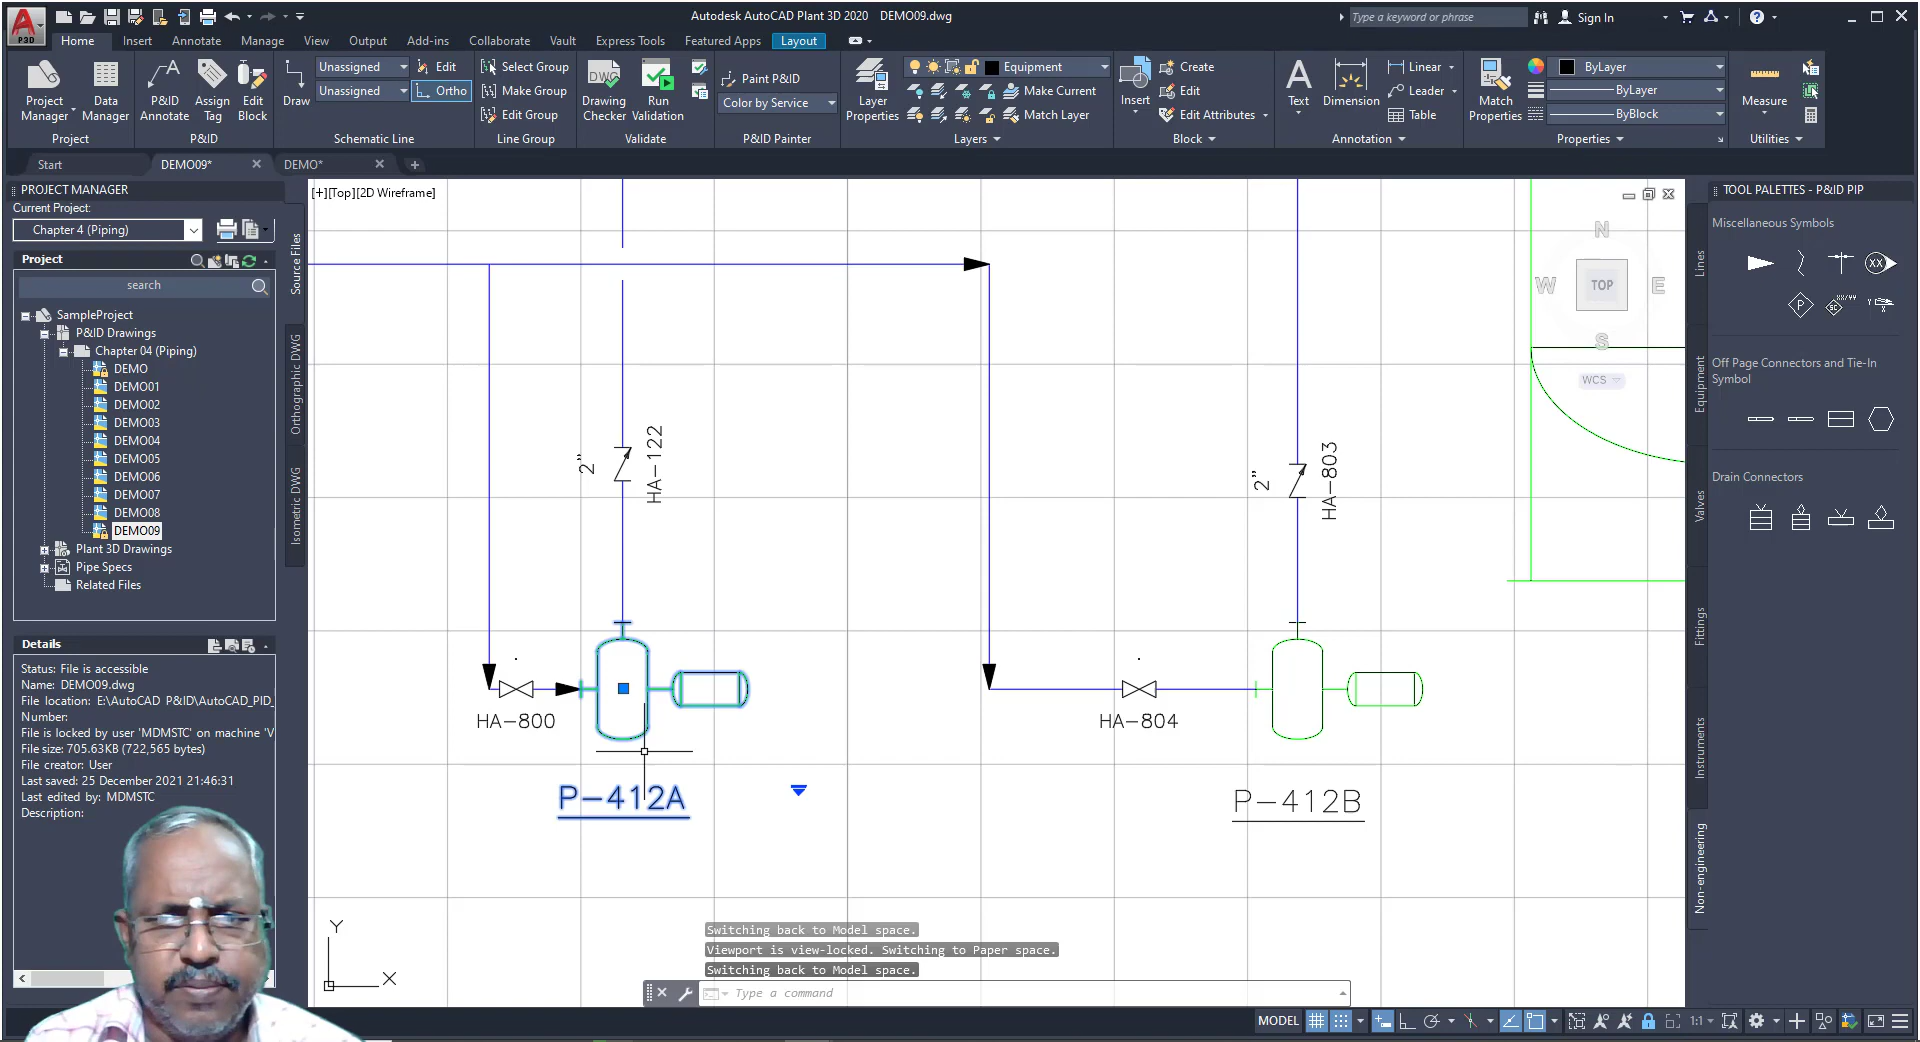 Autodesk AutoCAD Plant 3D 2020 DEMO09.dwg
Type a keyword or phrase
Sign In
P3D
Home Insert Annotate Manage View Output Add-ins Collaborate Vault Express Tools Featured Apps Layout
Project Manager
Data Manager
Project
P&ID Annotate
Assign Tag
Edit Block
P&ID
Draw
Unassigned
Unassigned
Edit
Ortho
Schematic Line
Select Group
Make Group
Edit Group
Line Group
DWG
Drawing Checker
Run Validation
Validate
Paint P&ID
Color by Service
P&ID Painter
Layer Properties
Equipment
Make Current
Match Layer
Layers
Insert
Create
Edit
Edit Attributes
Block
Text
Dimension
Linear
Leader
Table
Annotation
Match Properties
ByLayer
ByLayer
ByBlock
Properties
Measure
Utilities
Start DEMO09* DEMO*
PROJECT MANAGER
Current Project:
Chapter 4 (Piping)
Project
search
SampleProject
P&ID Drawings
Chapter 04 (Piping)
DEMO
DEMO01
DEMO02
DEMO03
DEMO04
DEMO05
DEMO06
DEMO07
DEMO08
DEMO09
Plant 3D Drawings
Pipe Specs
Related Files
Source Files
Orthographic DWG
Isometric DWG
Details
Status: File is accessible
Name: DEMO09.dwg
File location: E:\AutoCAD P&ID\AutoCAD_PID_
Number:
File is locked by user 'MDMSTC' on machine 'V
File size: 705.63KB (722,565 bytes)
File creator: User
Last saved: 25 December 2021 21:46:31
Last edited by: MDMSTC
Description:
[+][Top][2D Wireframe]
2"
HA-122
2"
HA-803
HA-800
HA-804
P-412A
P-412B
N
W
TOP
E
S
WCS
Y
X
Switching back to Model space.
Viewport is view-locked. Switching to Paper space.
Switching back to Model space.
Type a command
TOOL PALETTES - P&ID PIP
Miscellaneous Symbols
XX
P
Off Page Connectors and Tie-In
Symbol
Drain Connectors
Lines
Equipment
Valves
Fittings
Instruments
Non-engineering
MODEL
1:1